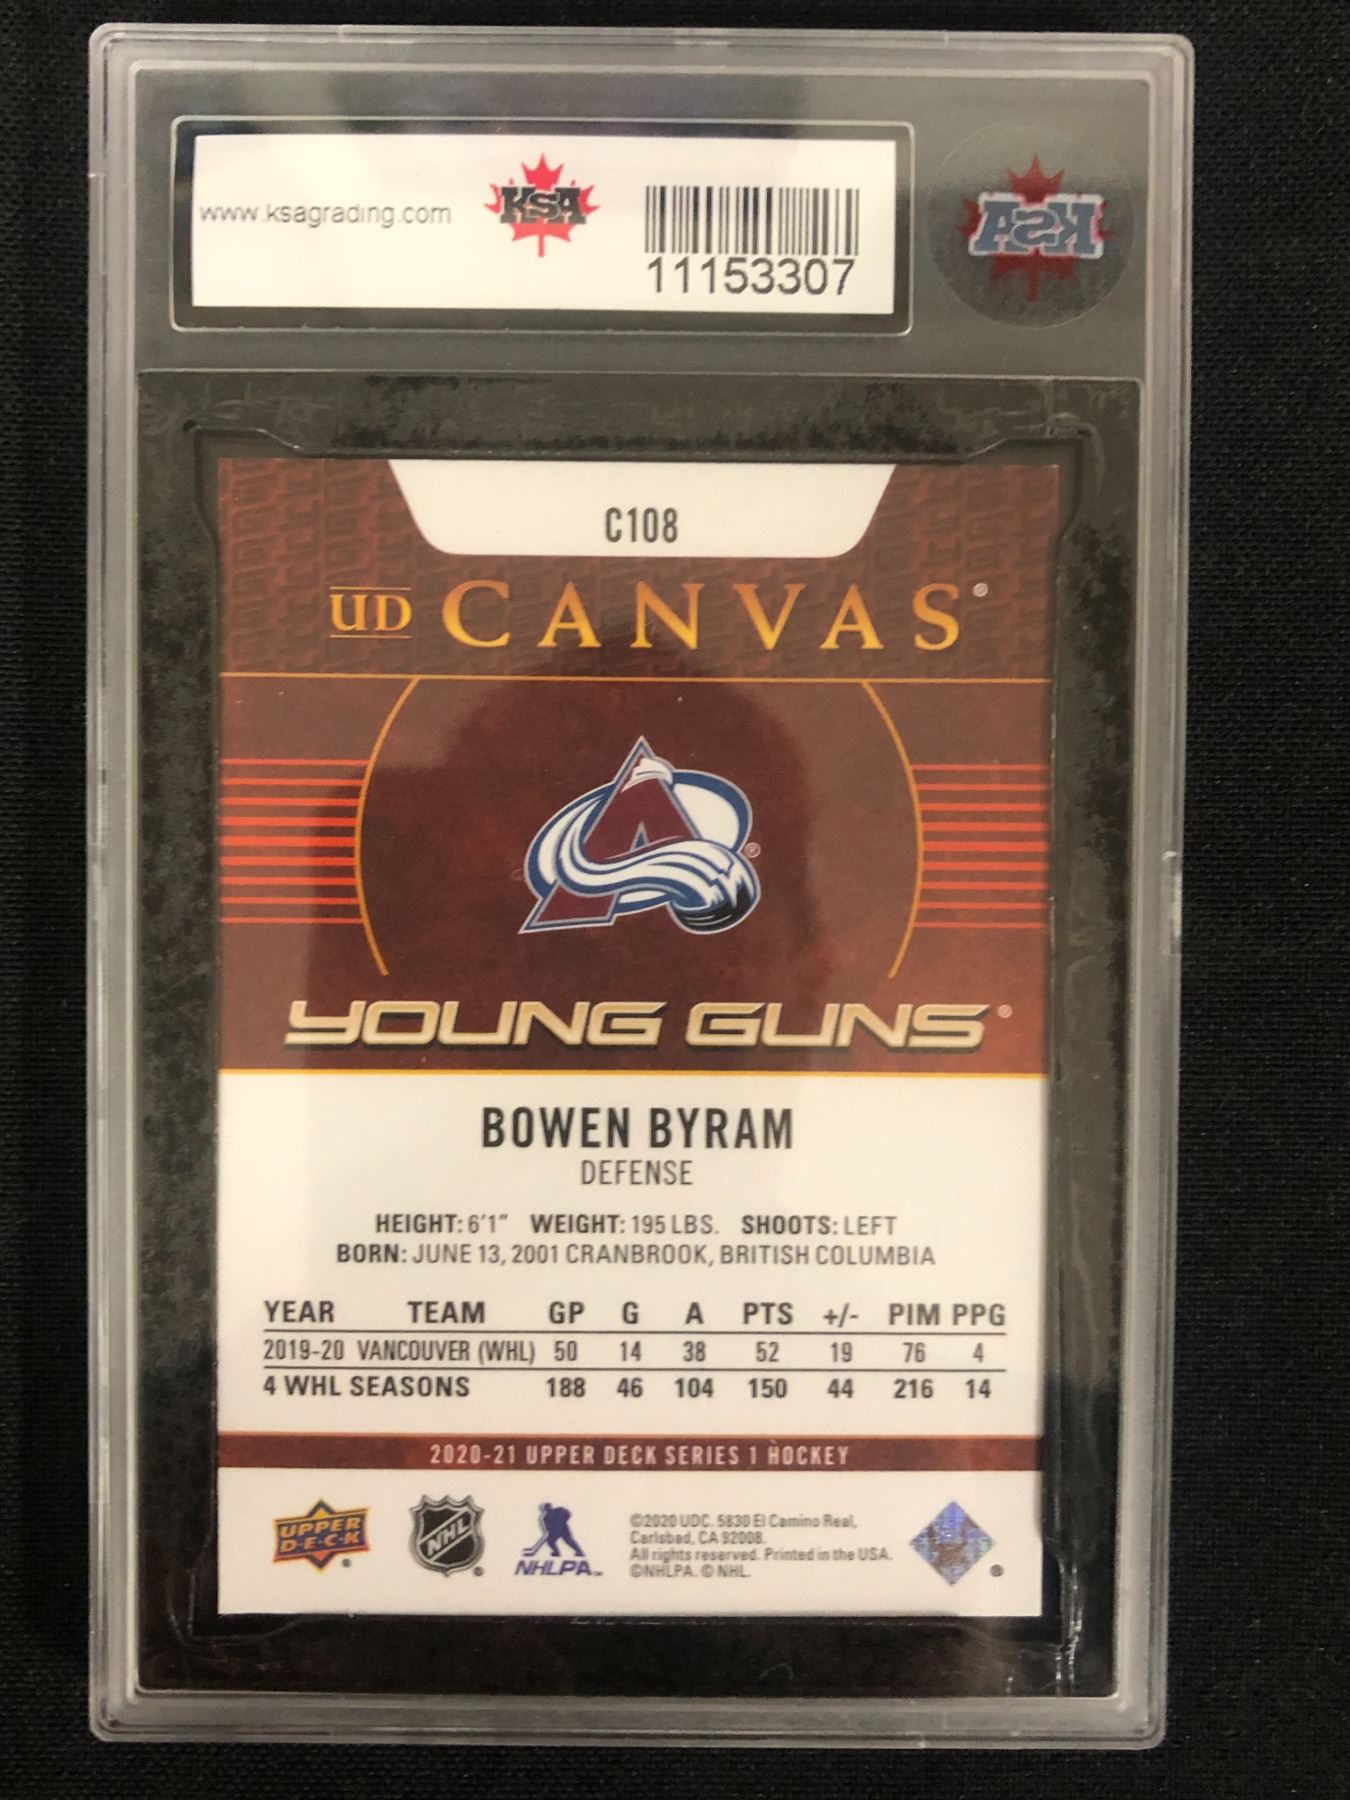 www.ksagrading.com
KSA
11153307
KSA
C108
UD CANVAS®
®
YOUNG GUNS®
BOWEN BYRAM
DEFENSE
HEIGHT: 6'1" WEIGHT: 195 LBS. SHOOTS: LEFT
BORN: JUNE 13, 2001 CRANBROOK, BRITISH COLUMBIA
YEAR TEAM GP G A PTS +/- PIM PPG
2019-20 VANCOUVER (WHL) 50 14 38 52 19 76 4
4 WHL SEASONS 188 46 104 150 44 216 14
2020-21 UPPER DECK SERIES 1 HOCKEY
UPPER
D·E·C·K
®
NHL
®
NHLPA™
©2020 UDC. 5830 El Camino Real,
Carlsbad, CA 92008.
All rights reserved. Printed in the USA.
©NHLPA. © NHL.
®